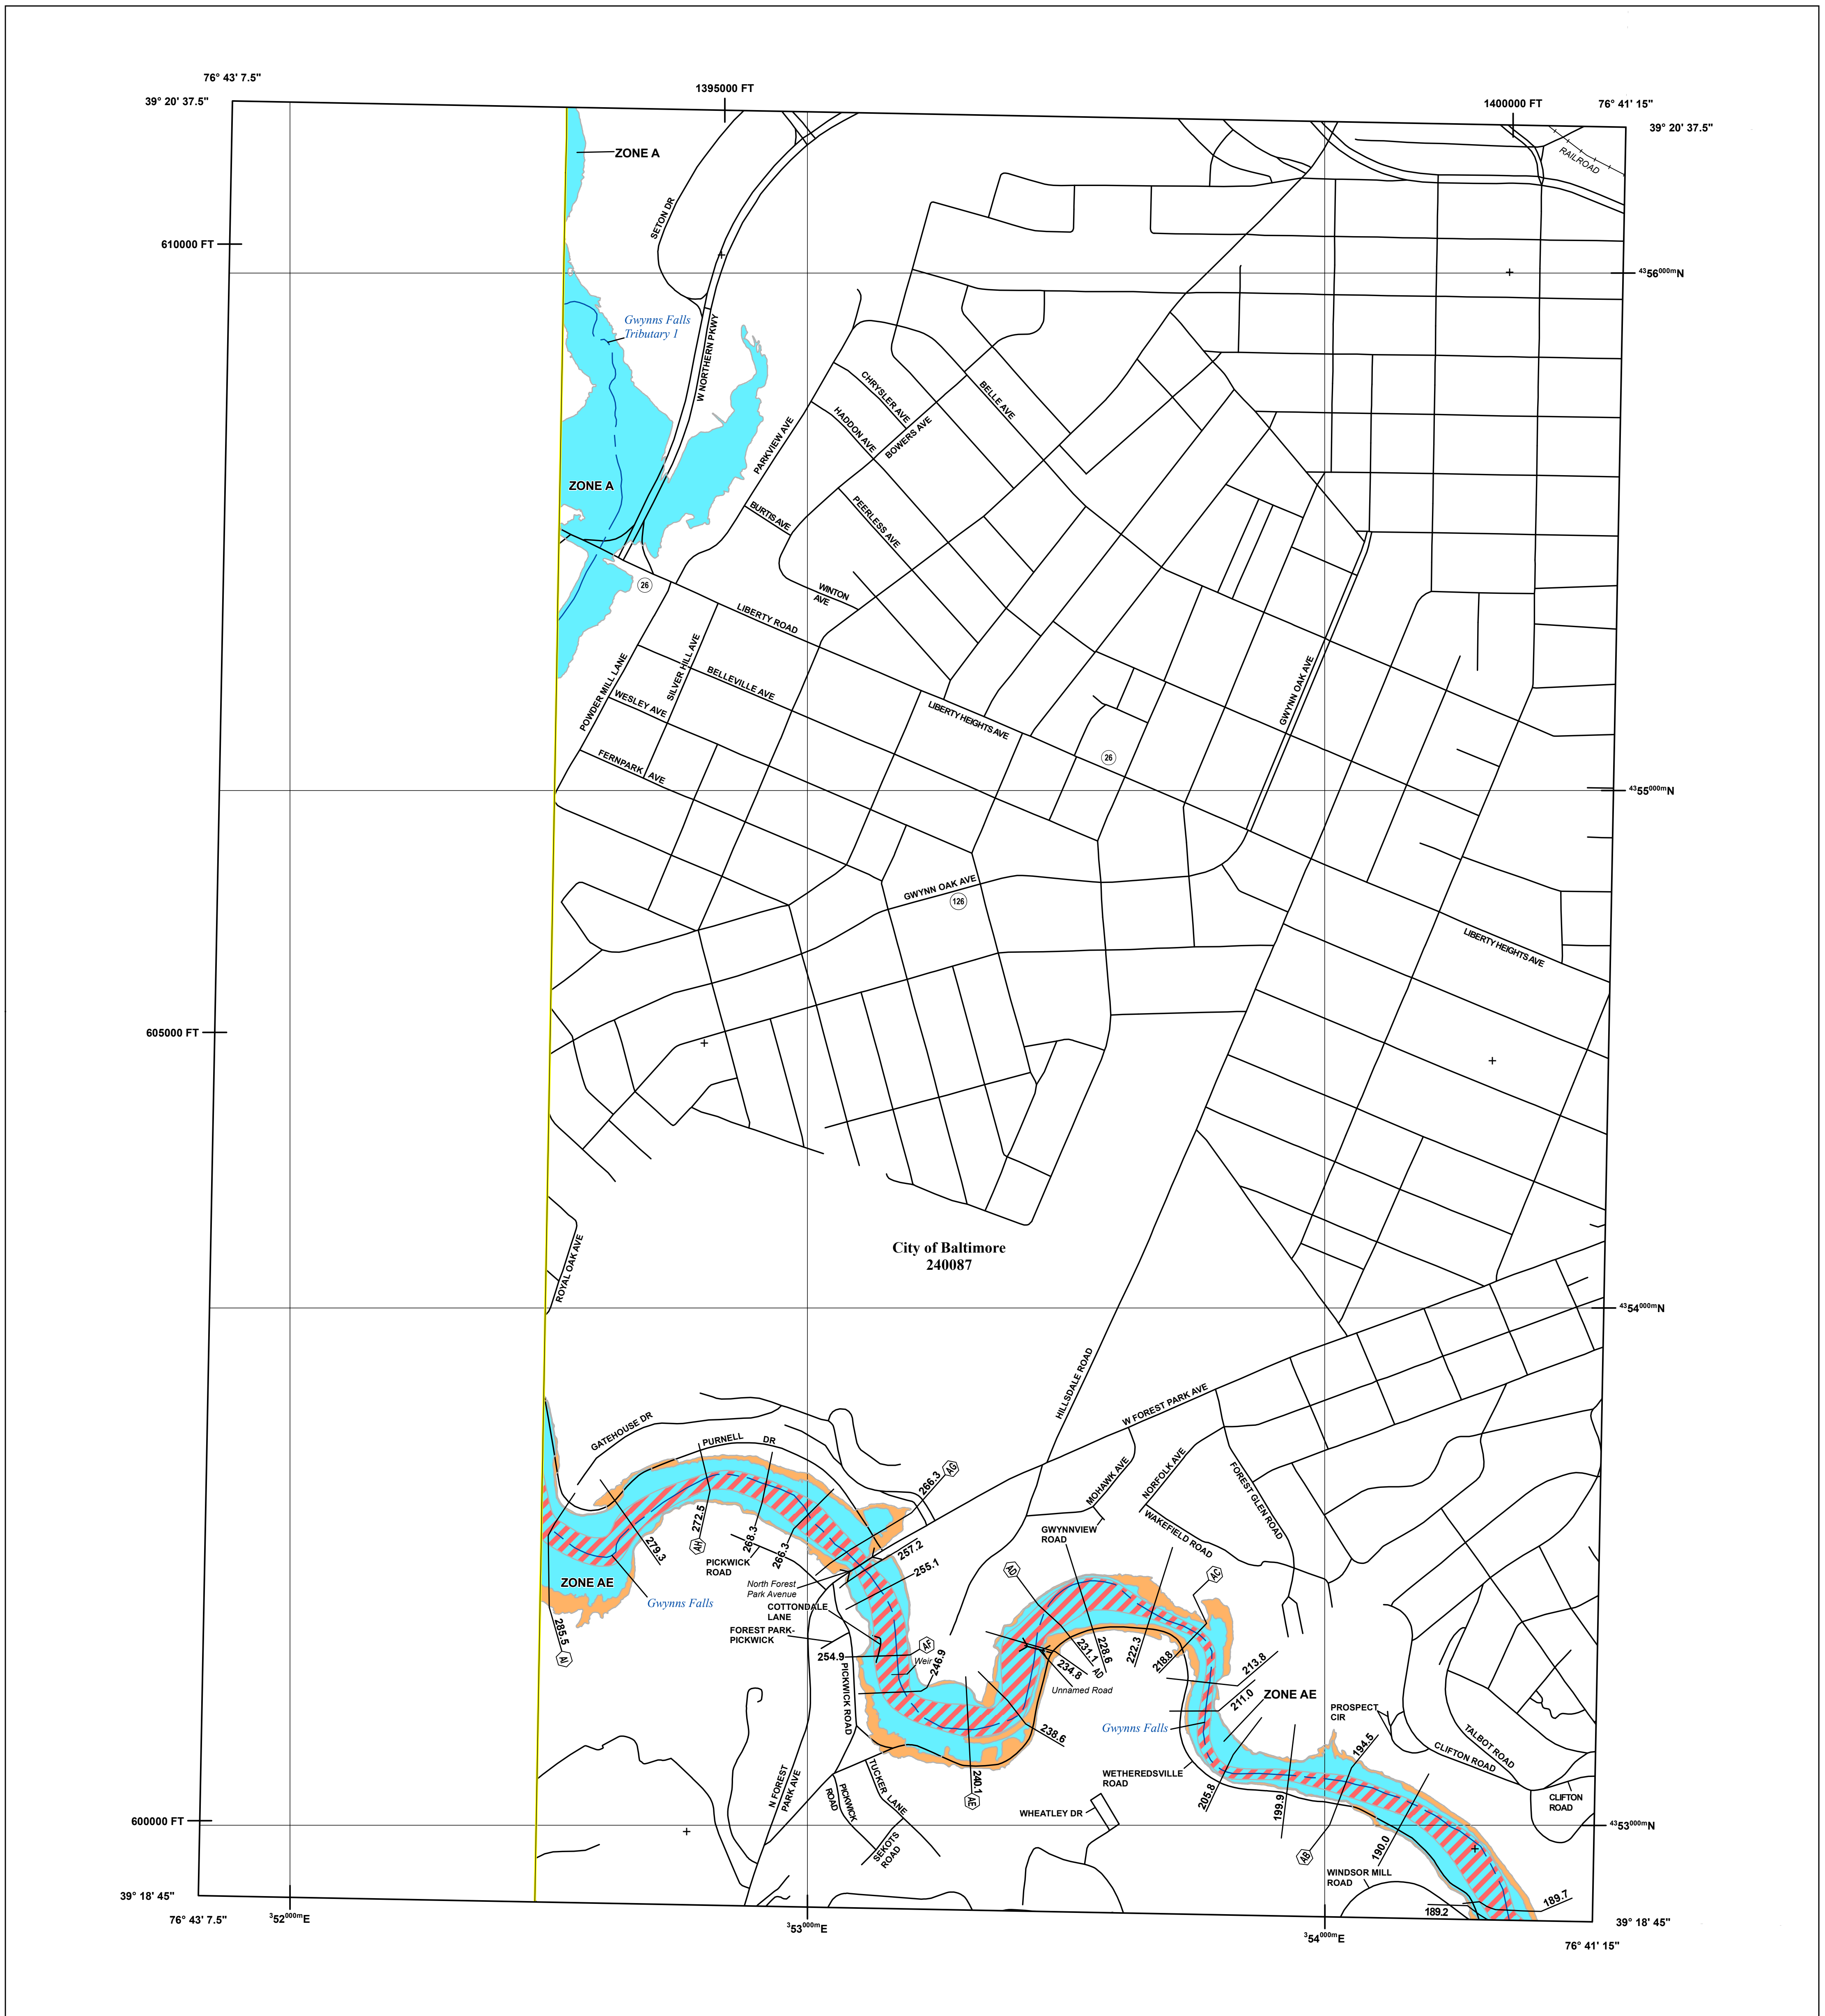 76° 43' 7.5"
1395000 FT
1400000 FT
76° 41' 15"
39° 20' 37.5"
39° 20' 37.5"
ZONE A
RAILROAD
SETON DR
610000 FT
4356000mN
Gwynns Falls
Tributary 1
W NORTHERN PKWY
CHRYSLER AVE
BELLE AVE
HADDON AVE
BOWERS AVE
PARKVIEW AVE
ZONE A
BURTIS AVE
PEERLESS AVE
26
WINTON
AVE
LIBERTY ROAD
SILVER HILL AVE
POWDER MILL LANE
BELLEVILLE AVE
WESLEY AVE
GWYNN OAK AVE
LIBERTY HEIGHTS AVE
FERNPARK AVE
26
4355000mN
GWYNN OAK AVE
126
LIBERTY HEIGHTS AVE
605000 FT
City of Baltimore
240087
ROYAL OAK AVE
4354000mN
HILLSDALE ROAD
W FOREST PARK AVE
GATEHOUSE DR
PURNELL DR
266.3
AG
MOHAWK AVE
NORFOLK AVE
FOREST GLEN ROAD
WAKEFIELD ROAD
GWYNNVIEW
ROAD
272.5
AH
279.3
268.3
266.3
257.2
255.1
PICKWICK
ROAD
North Forest
Park Avenue
ZONE AE
Gwynns Falls
COTTONDALE
LANE
FOREST PARK-
PICKWICK
285.5
AI
254.9
AF
Weir
246.9
PICKWICK ROAD
AD
231.1
AD
228.6
234.8
Unnamed Road
222.3
AC
218.8
213.8
211.0
ZONE AE
238.6
Gwynns Falls
PROSPECT
CIR
194.5
TALBOT ROAD
CLIFTON ROAD
CLIFTON
ROAD
WETHEREDSVILLE
ROAD
205.8
199.9
240.1
AE
N FOREST
PARK AVE
PICKWICK
ROAD
TUCKER LANE
SEKOTS
ROAD
WHEATLEY DR
AB
190.0
WINDSOR MILL
ROAD
189.7
189.2
600000 FT
4353000mN
39° 18' 45"
76° 43' 7.5"
352000mE
353000mE
354000mE
39° 18' 45"
76° 41' 15"